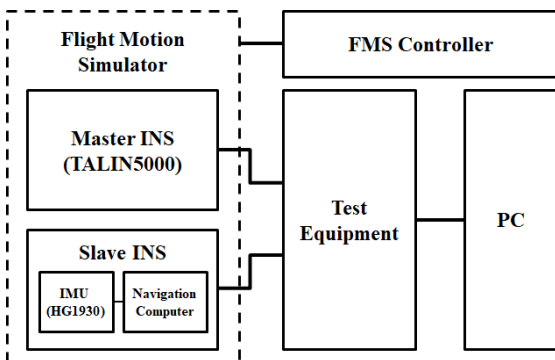 Flight Motion
Simulator
FMS Controller
Master INS
(TALIN5000)
Test
Equipment
PC
Slave INS
IMU
(HG1930)
Navigation
Computer